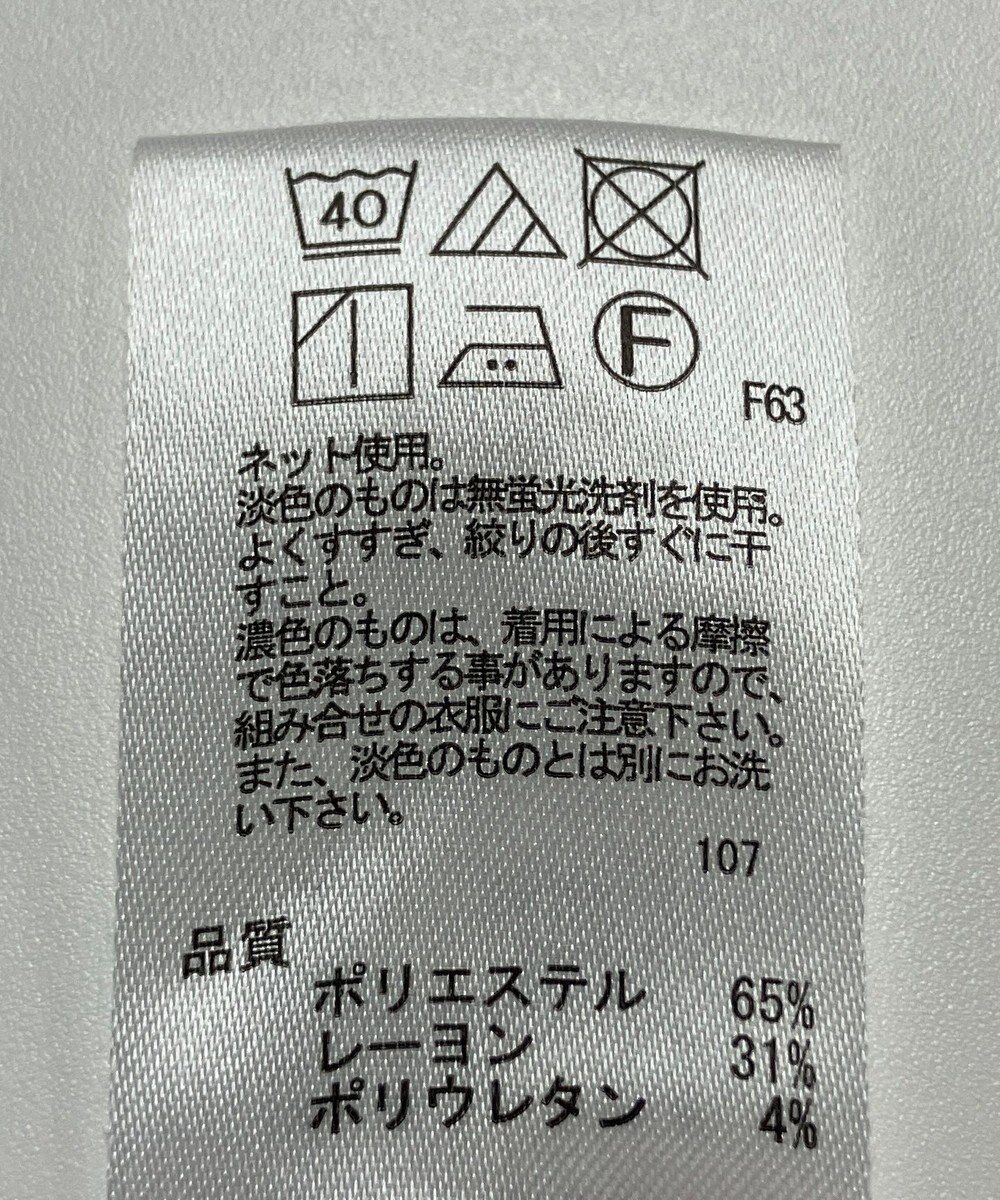 40
F
F63
ネット使用。
淡色のものは無蛍光洗剤を使用。
よくすすぎ、絞りの後すぐに干
すこと。
濃色のものは、着用による摩擦
で色落ちする事がありますので、
組み合せの衣服にご注意下さい。
また、淡色のものとは別にお洗
い下さい。
107
品質
ポリエステル 65%
レーヨン 31%
ポリウレタン 4%